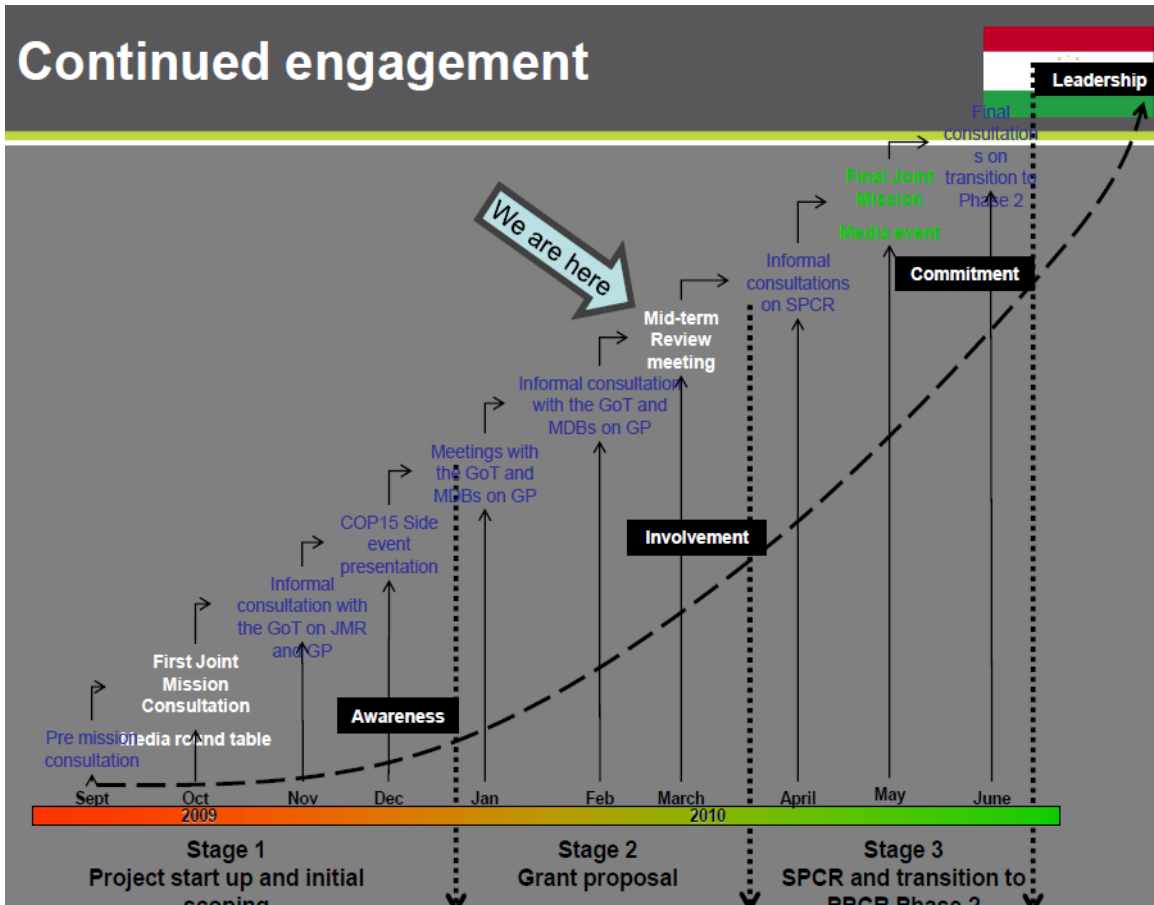 Continued engagement
Leadership
Final
consultation
s on
transition to
Phase 2
Final Joint
Mission
Media event
We are here
Informal
consultations
on SPCR
Commitment
Mid-term
Review
meeting
Informal consultation
with the GoT and
MDBs on GP
Meetings with
the GoT and
MDBs on GP
COP15 Side
event
presentation
Involvement
Informal
consultation with
the GoT on JMR
and GP
First Joint
Mission
Consultation
Media round table
Awareness
Pre mission
consultation
Sept Oct Nov Dec Jan Feb March April May June
2009 2010
Stage 1
Project start up and initial
scoping
Stage 2
Grant proposal
Stage 3
SPCR and transition to
PPCR Phase 2